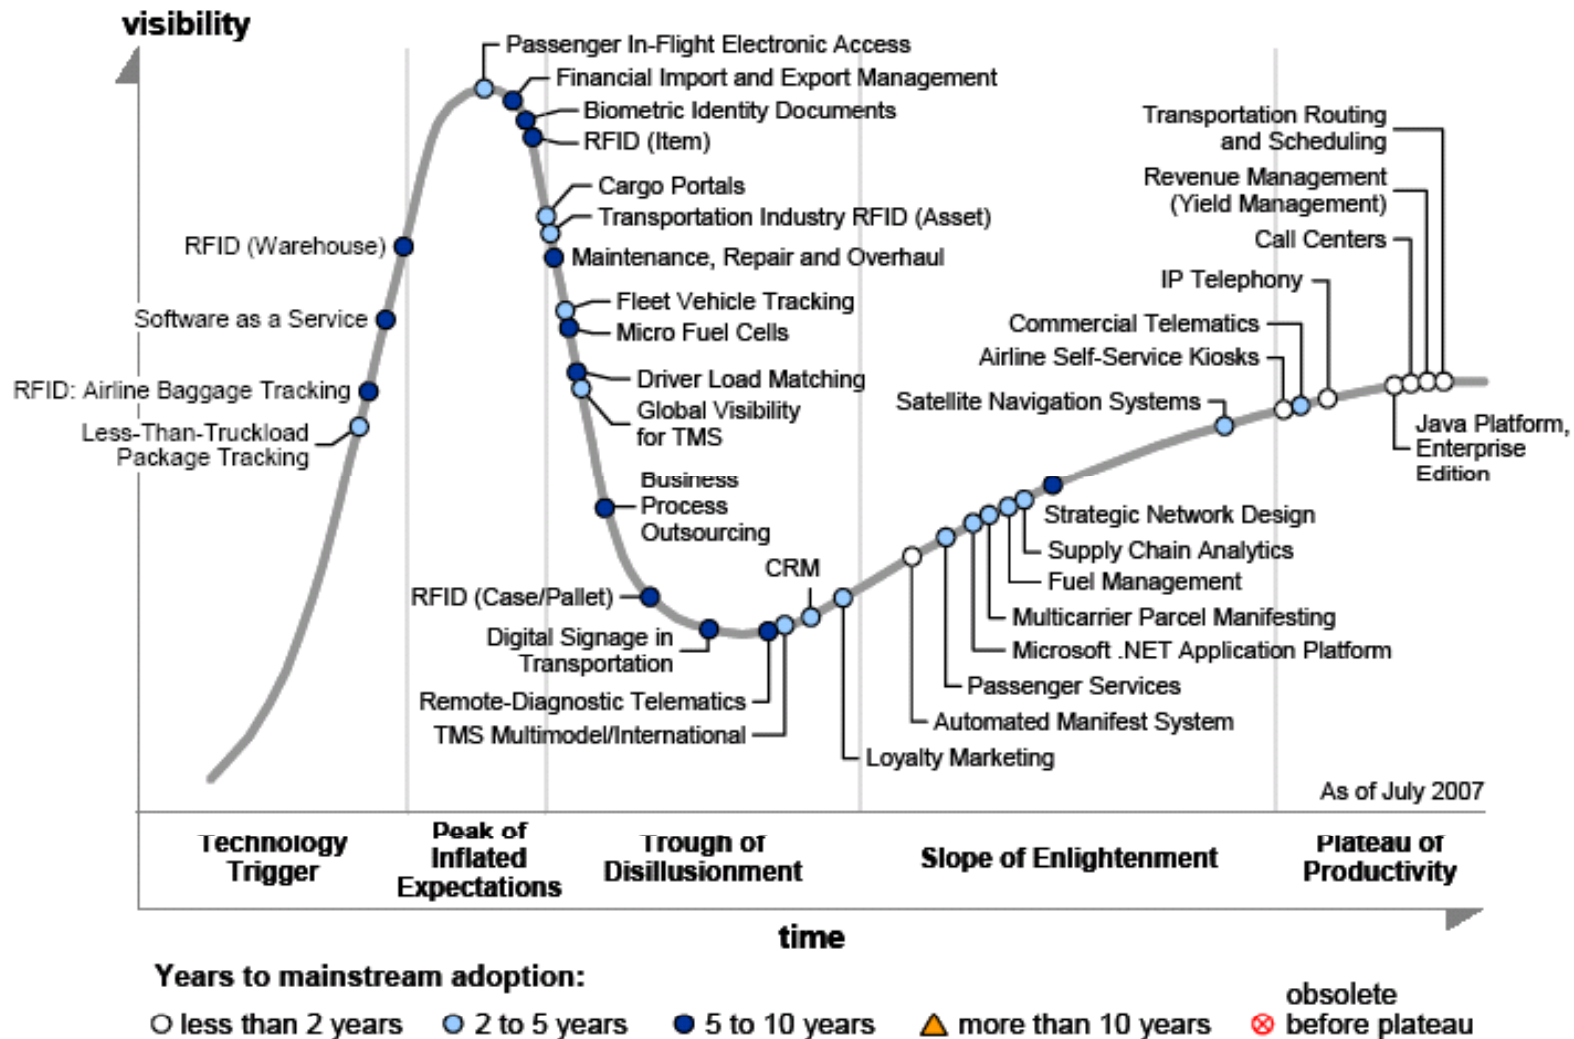 visibility
Passenger In-Flight Electronic Access
Financial Import and Export Management
Biometric Identity Documents
RFID (Item)
Cargo Portals
Transportation Industry RFID (Asset)
Maintenance, Repair and Overhaul
Fleet Vehicle Tracking
Micro Fuel Cells
Driver Load Matching
Global Visibility
for TMS
Business
Process
Outsourcing
RFID (Warehouse)
Software as a Service
RFID: Airline Baggage Tracking
Less-Than-Truckload
Package Tracking
RFID (Case/Pallet)
Digital Signage in
Transportation
Remote-Diagnostic Telematics
TMS Multimodel/International
CRM
Loyalty Marketing
Automated Manifest System
Passenger Services
Microsoft .NET Application Platform
Multicarrier Parcel Manifesting
Fuel Management
Supply Chain Analytics
Strategic Network Design
Satellite Navigation Systems
Airline Self-Service Kiosks
Commercial Telematics
IP Telephony
Call Centers
Revenue Management
(Yield Management)
Transportation Routing
and Scheduling
Java Platform,
Enterprise
Edition
As of July 2007
Technology
Trigger
Peak of
Inflated
Expectations
Trough of
Disillusionment
Slope of Enlightenment
Plateau of
Productivity
time
Years to mainstream adoption:
less than 2 years
2 to 5 years
5 to 10 years
more than 10 years
obsolete
before plateau